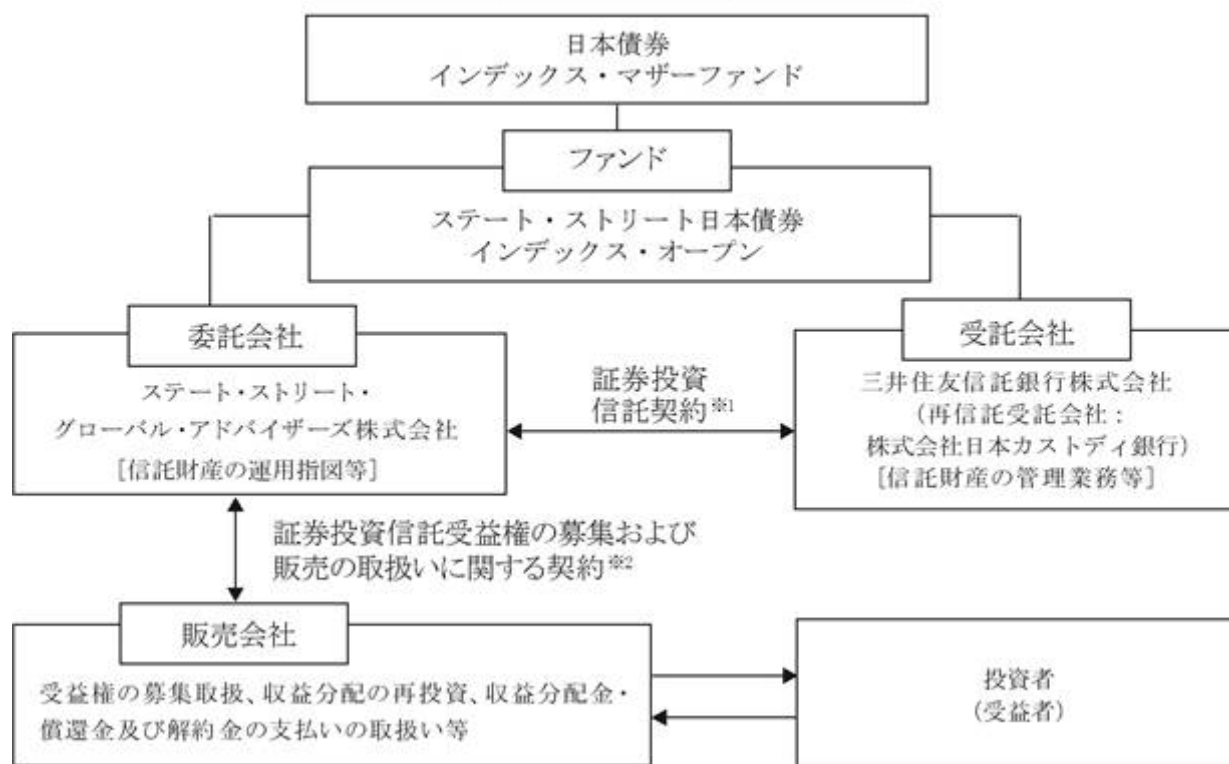 日本債券
インデックス・マザーファンド
ファンド
ステート・ストリート日本債券
インデックス・オープン
委託会社
ステート・ストリート・
グローバル・アドバイザーズ株式会社
[信託財産の運用指図等]
証券投資
信託契約※1
受託会社
三井住友信託銀行株式会社
(再信託受託会社:
株式会社日本カストディ銀行)
[信託財産の管理業務等]
証券投資信託受益権の募集および
販売の取扱いに関する契約※2
販売会社
受益権の募集取扱、収益分配の再投資、収益分配金・
償還金及び解約金の支払いの取扱い等
投資者
(受益者)